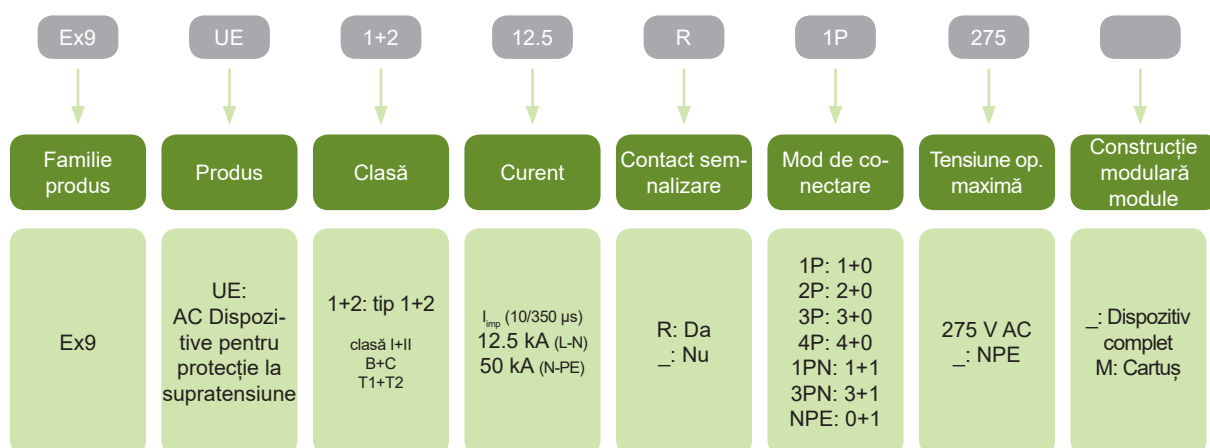 Ex9
UE
1+2
12.5
R
1P
275
Familie
produs
Produs
Clasă
Curent
Contact sem-
nalizare
Mod de co-
nectare
Tensiune op.
maximă
Construcție
modulară
module
Ex9
UE:
AC Dispozi-
tive pentru
protecție la
supratensiune
1+2: tip 1+2
clasă I+II
B+C
T1+T2
Iimp (10/350 µs)
12.5 kA (L-N)
50 kA (N-PE)
R: Da
_: Nu
1P: 1+0
2P: 2+0
3P: 3+0
4P: 4+0
1PN: 1+1
3PN: 3+1
NPE: 0+1
275 V AC
_: NPE
_: Dispozitiv
complet
M: Cartuș